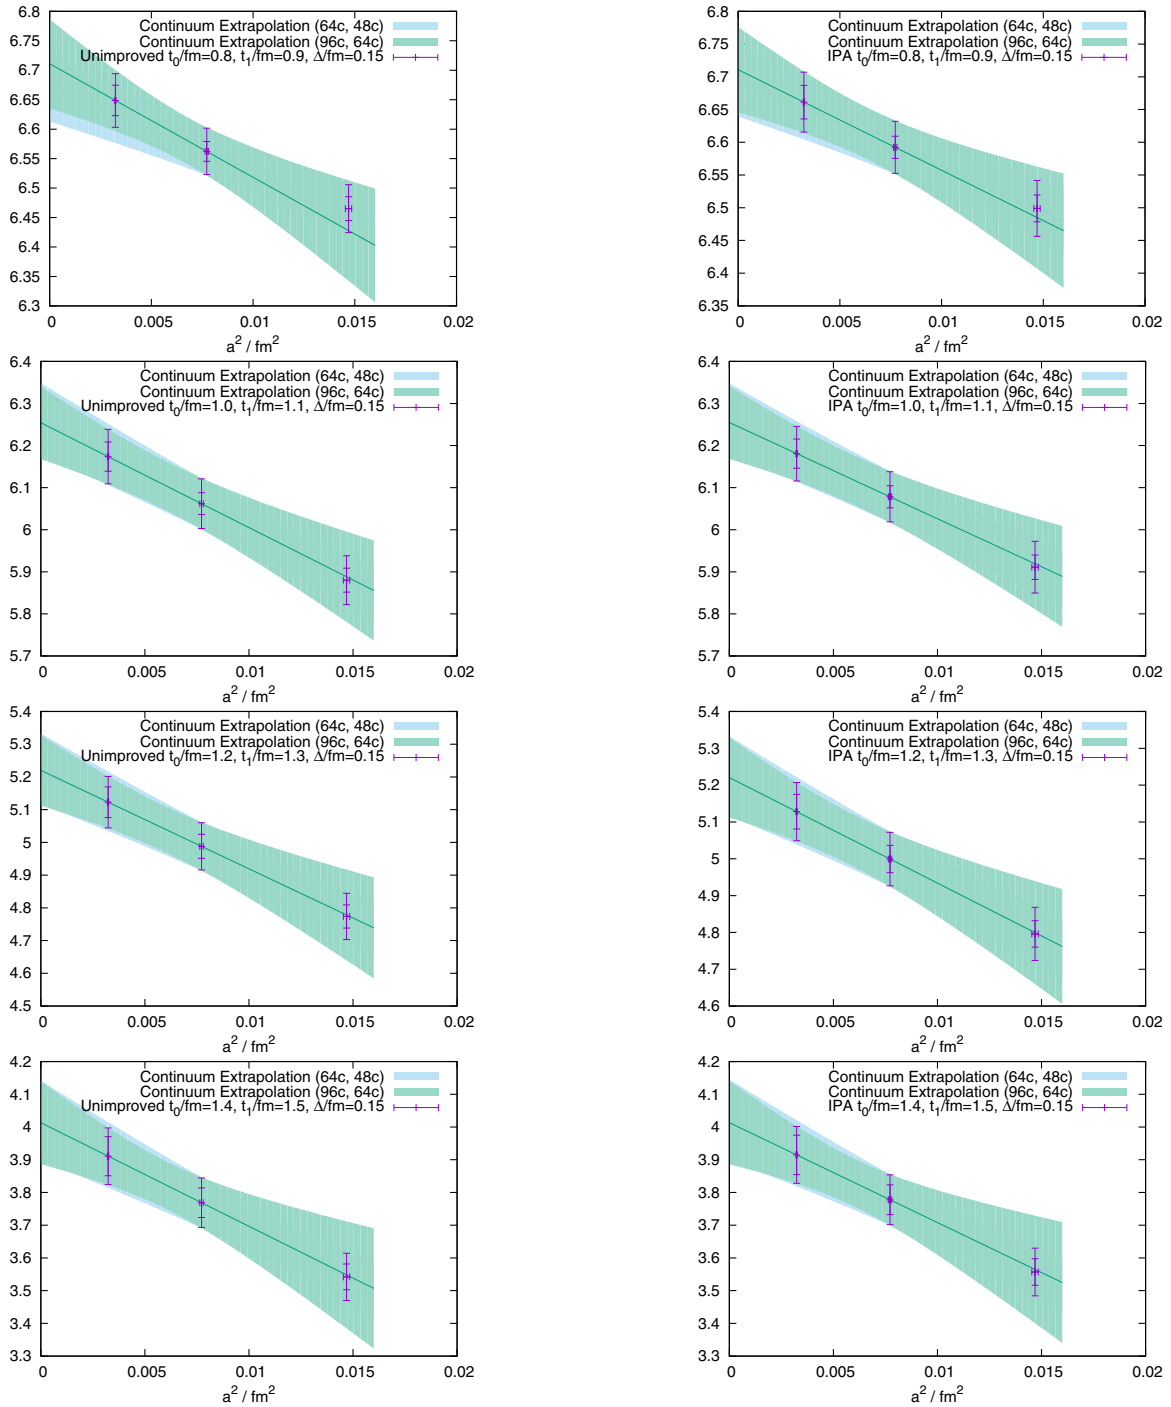 6.8
6.75
6.7
6.65
6.6
6.55
6.5
6.45
6.4
6.35
6.3
Continuum Extrapolation (64c, 48c)
Continuum Extrapolation (96c, 64c)
Unimproved t₀/fm=0.8, t₁/fm=0.9, Δ/fm=0.15
0 0.005 0.01 0.015 0.02
a² / fm²
6.8
6.75
6.7
6.65
6.6
6.55
6.5
6.45
6.4
6.35
Continuum Extrapolation (64c, 48c)
Continuum Extrapolation (96c, 64c)
IPA t₀/fm=0.8, t₁/fm=0.9, Δ/fm=0.15
0 0.005 0.01 0.015 0.02
a² / fm²
6.4
6.3
6.2
6.1
6
5.9
5.8
5.7
Continuum Extrapolation (64c, 48c)
Continuum Extrapolation (96c, 64c)
Unimproved t₀/fm=1.0, t₁/fm=1.1, Δ/fm=0.15
0 0.005 0.01 0.015 0.02
a² / fm²
6.4
6.3
6.2
6.1
6
5.9
5.8
5.7
Continuum Extrapolation (64c, 48c)
Continuum Extrapolation (96c, 64c)
IPA t₀/fm=1.0, t₁/fm=1.1, Δ/fm=0.15
0 0.005 0.01 0.015 0.02
a² / fm²
5.4
5.3
5.2
5.1
5
4.9
4.8
4.7
4.6
4.5
Continuum Extrapolation (64c, 48c)
Continuum Extrapolation (96c, 64c)
Unimproved t₀/fm=1.2, t₁/fm=1.3, Δ/fm=0.15
0 0.005 0.01 0.015 0.02
a² / fm²
5.4
5.3
5.2
5.1
5
4.9
4.8
4.7
4.6
Continuum Extrapolation (64c, 48c)
Continuum Extrapolation (96c, 64c)
IPA t₀/fm=1.2, t₁/fm=1.3, Δ/fm=0.15
0 0.005 0.01 0.015 0.02
a² / fm²
4.2
4.1
4
3.9
3.8
3.7
3.6
3.5
3.4
3.3
Continuum Extrapolation (64c, 48c)
Continuum Extrapolation (96c, 64c)
Unimproved t₀/fm=1.4, t₁/fm=1.5, Δ/fm=0.15
0 0.005 0.01 0.015 0.02
a² / fm²
4.2
4.1
4
3.9
3.8
3.7
3.6
3.5
3.4
3.3
Continuum Extrapolation (64c, 48c)
Continuum Extrapolation (96c, 64c)
IPA t₀/fm=1.4, t₁/fm=1.5, Δ/fm=0.15
0 0.005 0.01 0.015 0.02
a² / fm²